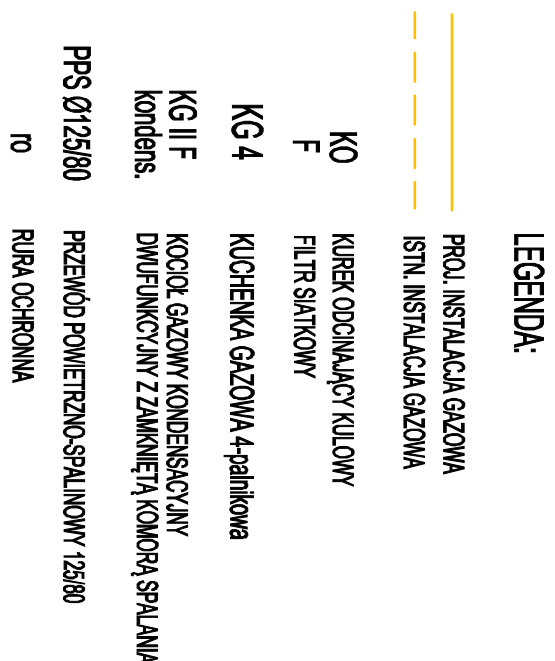 LEGENDA:
PROJ. INSTALACJA GAZOWA
ISTN. INSTALACJA GAZOWA
KO KUREK ODCINAJĄCY KULOWY
F FILTR SIATKOWY
KG 4 KUCHENKA GAZOWA 4-palnikowa
KG II F KOCIOŁ GAZOWY KONDENSACYJNY
kondens. DWUFUNKCYJNY Z ZAMKNIĘTĄ KOMORĄ SPALANIA
PPS Ø125/80 PRZEWÓD POWIETRZNO-SPALINOWY 125/80
ro RURA OCHRONNA